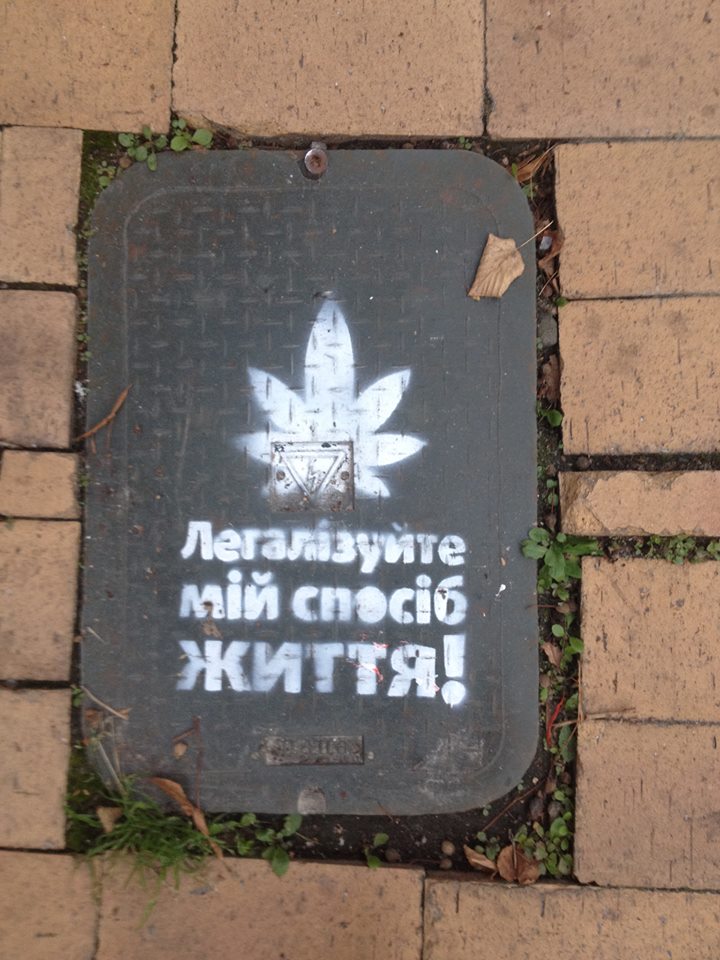 Легалізуйте
мій спосіб
життя!